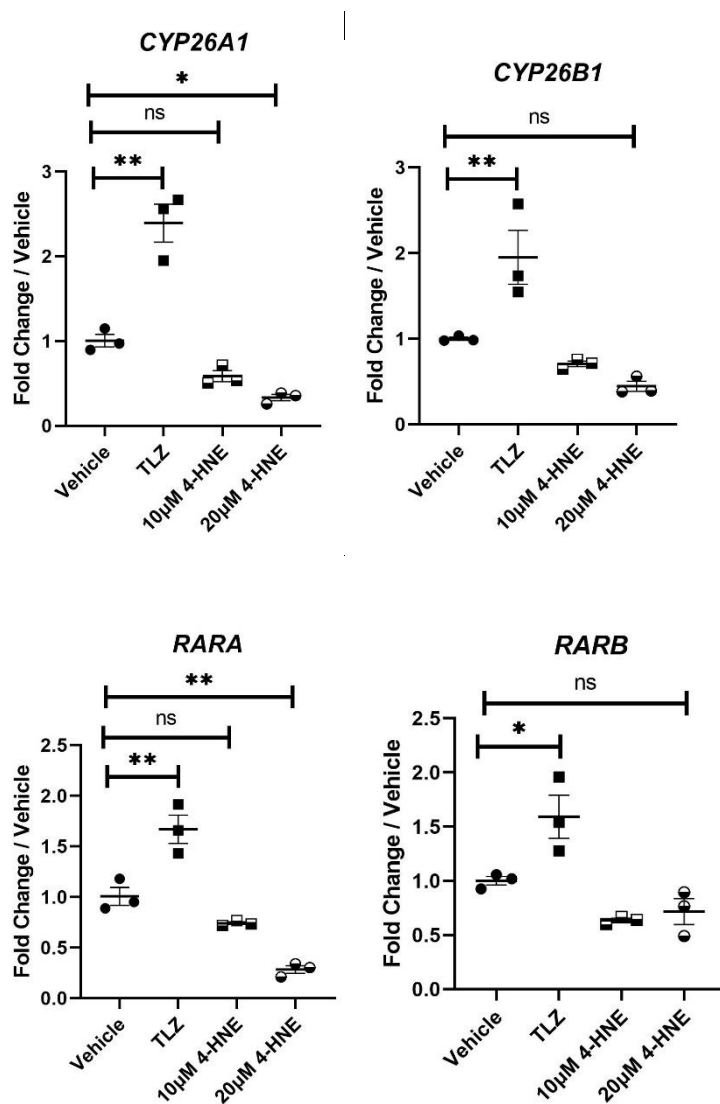 CYP26A1
*
ns
**
3
2
1
0
Fold Change / Vehicle
Vehicle
TLZ
10µM 4-HNE
20µM 4-HNE
CYP26B1
ns
**
3
2
1
0
Fold Change / Vehicle
Vehicle
TLZ
10µM 4-HNE
20µM 4-HNE
RARA
**
ns
**
2.5
2.0
1.5
1.0
0.5
0.0
Fold Change / Vehicle
Vehicle
TLZ
10µM 4-HNE
20µM 4-HNE
RARB
ns
*
2.5
2.0
1.5
1.0
0.5
0.0
Fold Change / Vehicle
Vehicle
TLZ
10µM 4-HNE
20µM 4-HNE